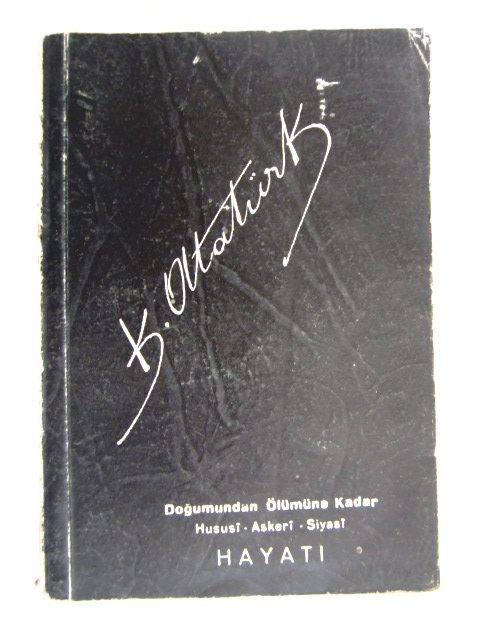 K. Atatürk
Doğumundan Ölümüne Kadar
Hususî - Askerî - Siyasî
HAYATI